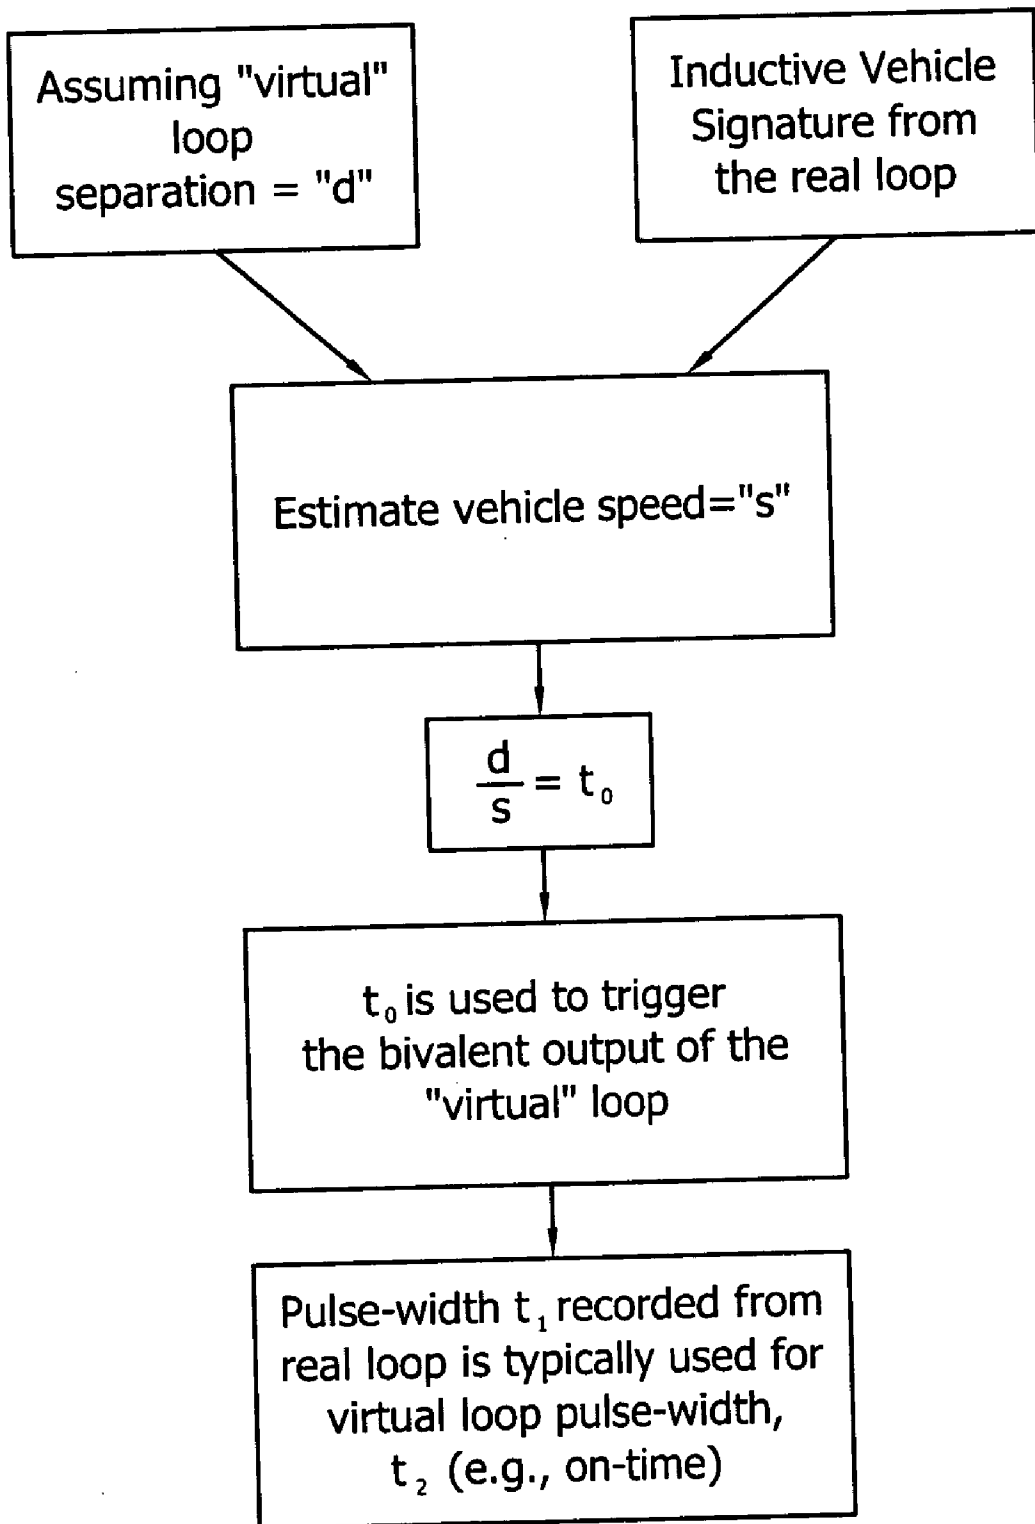 Assuming "virtual"
loop
separation = "d"
Inductive Vehicle
Signature from
the real loop
Estimate vehicle speed="s"
d/s = t₀
t₀ is used to trigger
the bivalent output of the
"virtual" loop
Pulse-width t₁ recorded from
real loop is typically used for
virtual loop pulse-width,
t₂ (e.g., on-time)